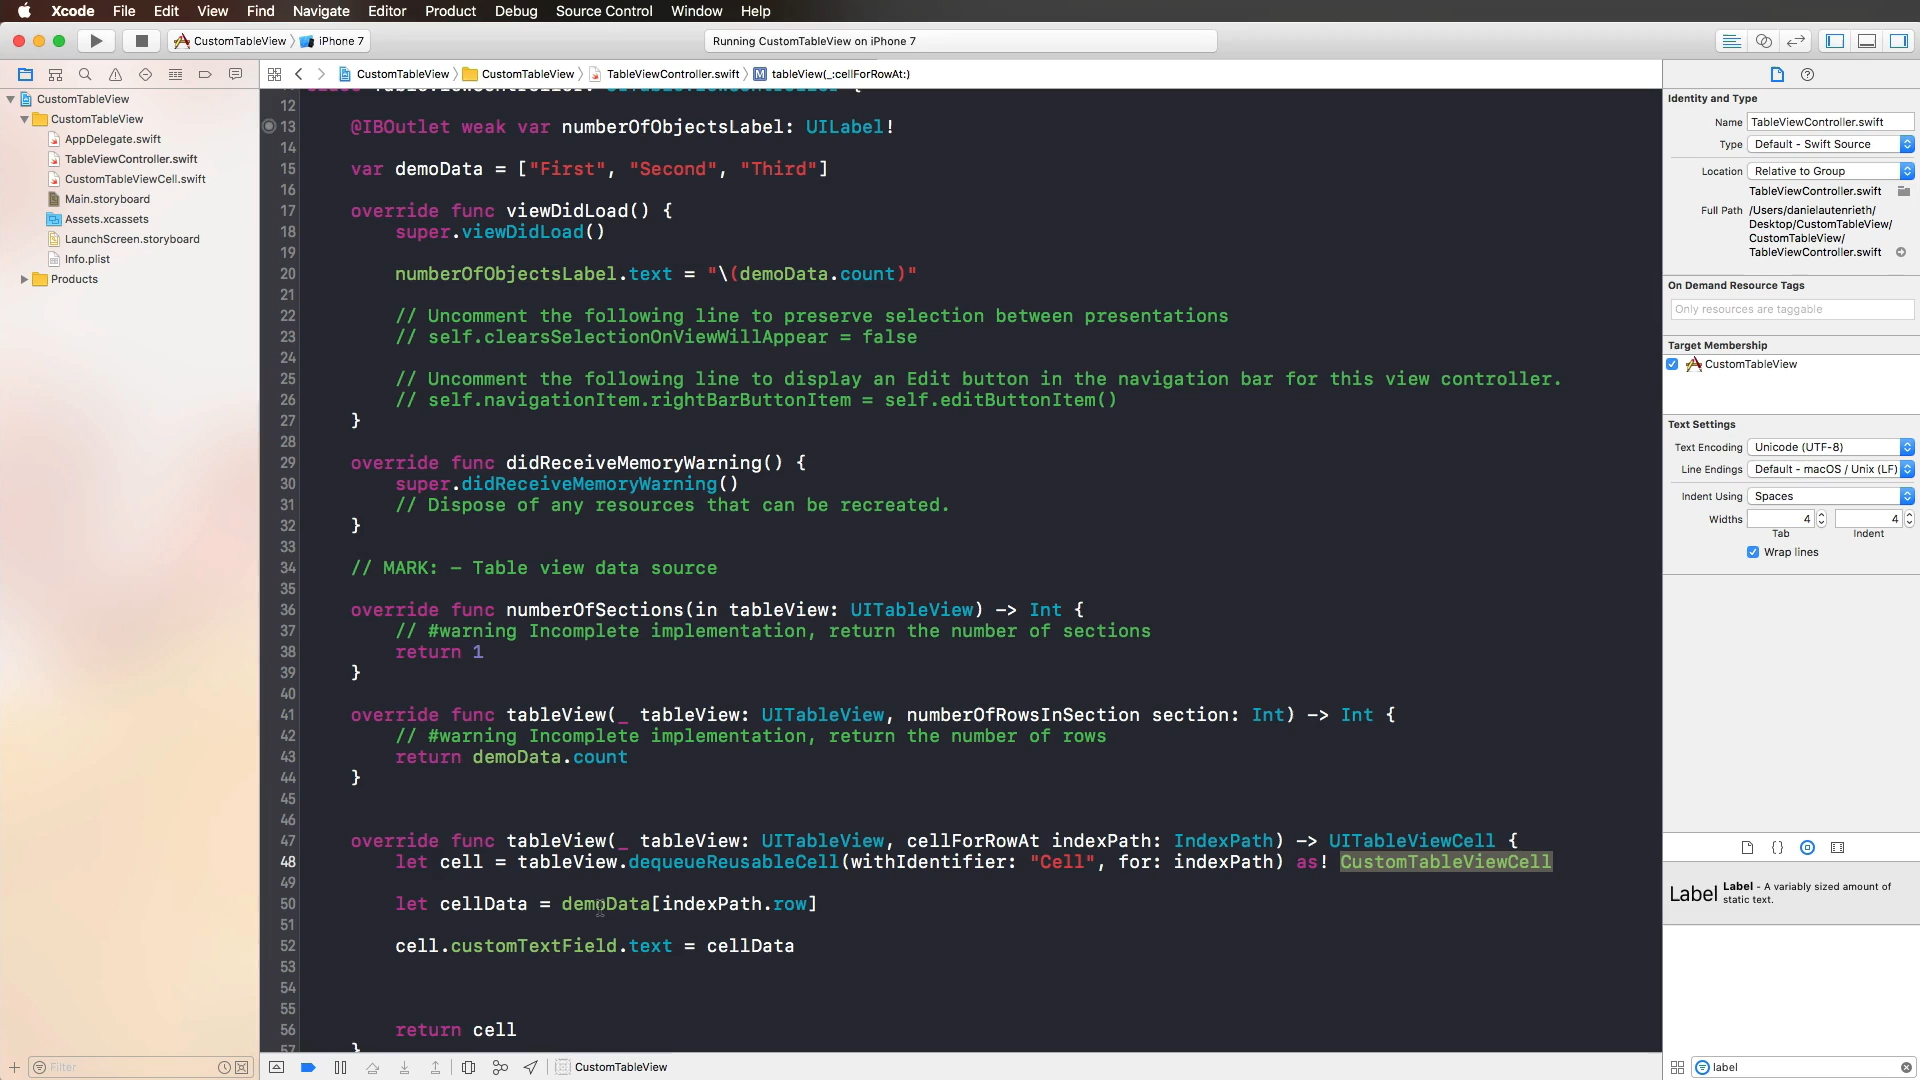 Xcode File Edit View Find Navigate Editor Product Debug Source Control Window Help
CustomTableView iPhone 7
Running CustomTableView on iPhone 7
CustomTableView CustomTableView TableViewController.swift M tableView(_:cellForRowAt:)
CustomTableView
CustomTableView
AppDelegate.swift
TableViewController.swift
CustomTableViewCell.swift
Main.storyboard
Assets.xcassets
LaunchScreen.storyboard
Info.plist
Products
12
13 @IBOutlet weak var numberOfObjectsLabel: UILabel!
14
15 var demoData = ["First", "Second", "Third"]
16
17 override func viewDidLoad() {
18 super.viewDidLoad()
19
20 numberOfObjectsLabel.text = "\(demoData.count)"
21
22 // Uncomment the following line to preserve selection between presentations
23 // self.clearsSelectionOnViewWillAppear = false
24
25 // Uncomment the following line to display an Edit button in the navigation bar for this view controller.
26 // self.navigationItem.rightBarButtonItem = self.editButtonItem()
27 }
28
29 override func didReceiveMemoryWarning() {
30 super.didReceiveMemoryWarning()
31 // Dispose of any resources that can be recreated.
32 }
33
34 // MARK: - Table view data source
35
36 override func numberOfSections(in tableView: UITableView) -> Int {
37 // #warning Incomplete implementation, return the number of sections
38 return 1
39 }
40
41 override func tableView(_ tableView: UITableView, numberOfRowsInSection section: Int) -> Int {
42 // #warning Incomplete implementation, return the number of rows
43 return demoData.count
44 }
45
46
47 override func tableView(_ tableView: UITableView, cellForRowAt indexPath: IndexPath) -> UITableViewCell {
48 let cell = tableView.dequeueReusableCell(withIdentifier: "Cell", for: indexPath) as! CustomTableViewCell
49
50 let cellData = demoData[indexPath.row]
51
52 cell.customTextField.text = cellData
53
54
55
56 return cell
57 }
Identity and Type
Name TableViewController.swift
Type Default - Swift Source
Location Relative to Group
TableViewController.swift
Full Path /Users/danielautenrieth/
Desktop/CustomTableView/
CustomTableView/
TableViewController.swift
On Demand Resource Tags
Only resources are taggable
Target Membership
CustomTableView
Text Settings
Text Encoding Unicode (UTF-8)
Line Endings Default - macOS / Unix (LF)
Indent Using Spaces
Widths 4 4
Tab Indent
Wrap lines
Label Label - A variably sized amount of
static text.
Filter
CustomTableView
label